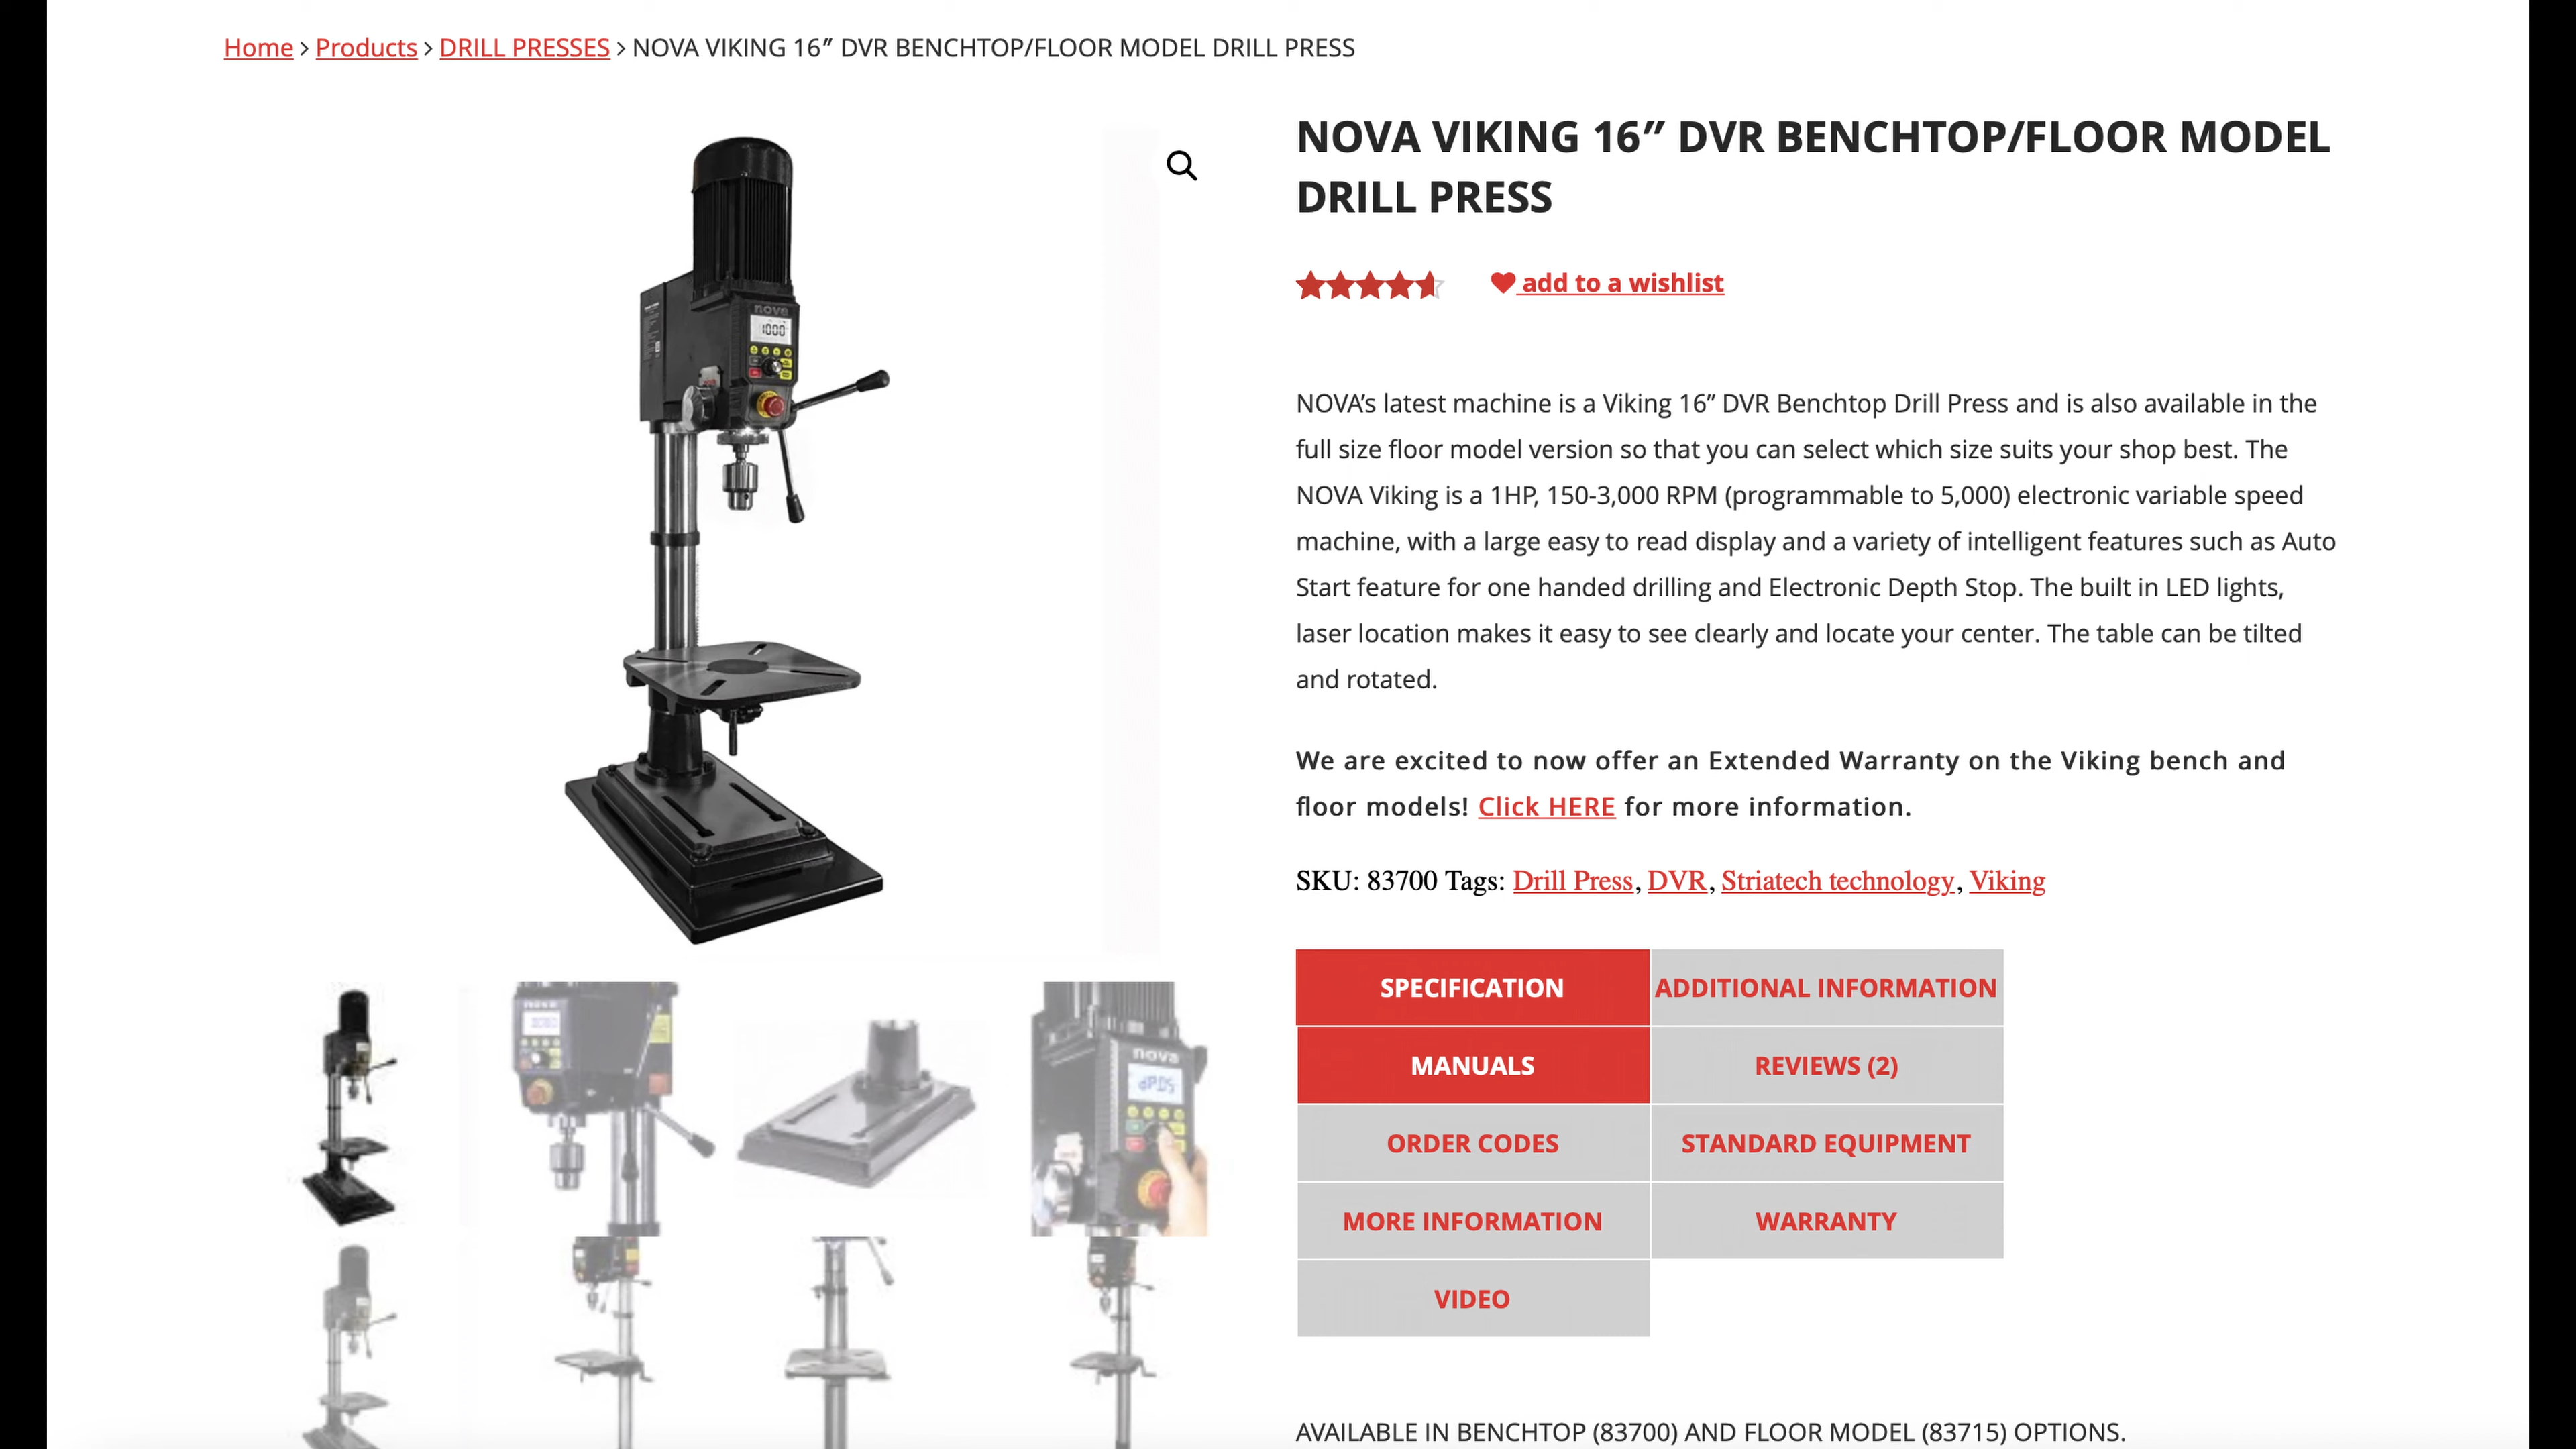 Home > Products > DRILL PRESSES > NOVA VIKING 16″ DVR BENCHTOP/FLOOR MODEL DRILL PRESS
nova
1000
NOVA VIKING 16″ DVR BENCHTOP/FLOOR MODEL
DRILL PRESS
add to a wishlist
NOVA’s latest machine is a Viking 16” DVR Benchtop Drill Press and is also available in the
full size floor model version so that you can select which size suits your shop best. The
NOVA Viking is a 1HP, 150-3,000 RPM (programmable to 5,000) electronic variable speed
machine, with a large easy to read display and a variety of intelligent features such as Auto
Start feature for one handed drilling and Electronic Depth Stop. The built in LED lights,
laser location makes it easy to see clearly and locate your center. The table can be tilted
and rotated.
We are excited to now offer an Extended Warranty on the Viking bench and
floor models! Click HERE for more information.
SKU: 83700 Tags: Drill Press, DVR, Striatech technology, Viking
SPECIFICATION ADDITIONAL INFORMATION
MANUALS REVIEWS (2)
ORDER CODES STANDARD EQUIPMENT
MORE INFORMATION WARRANTY
VIDEO
nova
AVAILABLE IN BENCHTOP (83700) AND FLOOR MODEL (83715) OPTIONS.